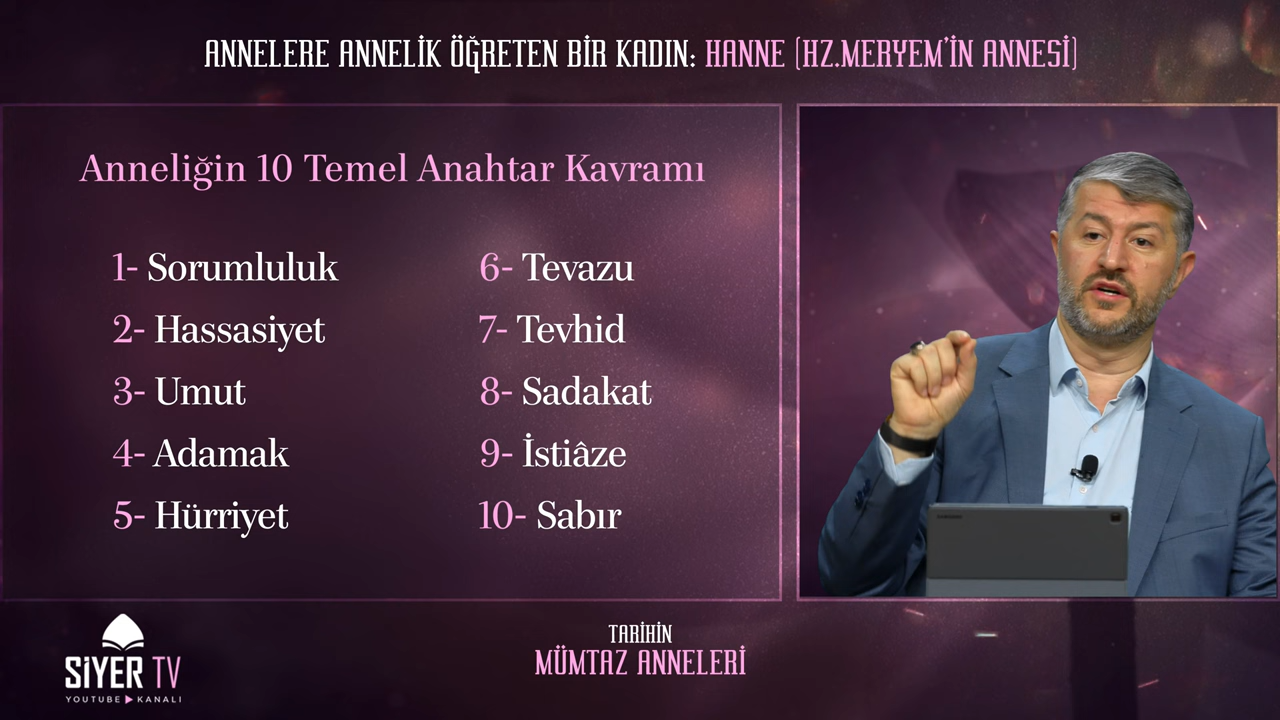 ANNELERE ANNELİK ÖĞRETEN BİR KADIN: HANNE (HZ.MERYEM'İN ANNESİ)
Anneliğin 10 Temel Anahtar Kavramı
1- Sorumluluk
2- Hassasiyet
3- Umut
4- Adamak
5- Hürriyet
6- Tevazu
7- Tevhid
8- Sadakat
9- İstiâze
10- Sabır
SAMSUNG
SİYER TV
YOUTUBE KANALI
TARİHİN
MÜMTAZ ANNELERİ